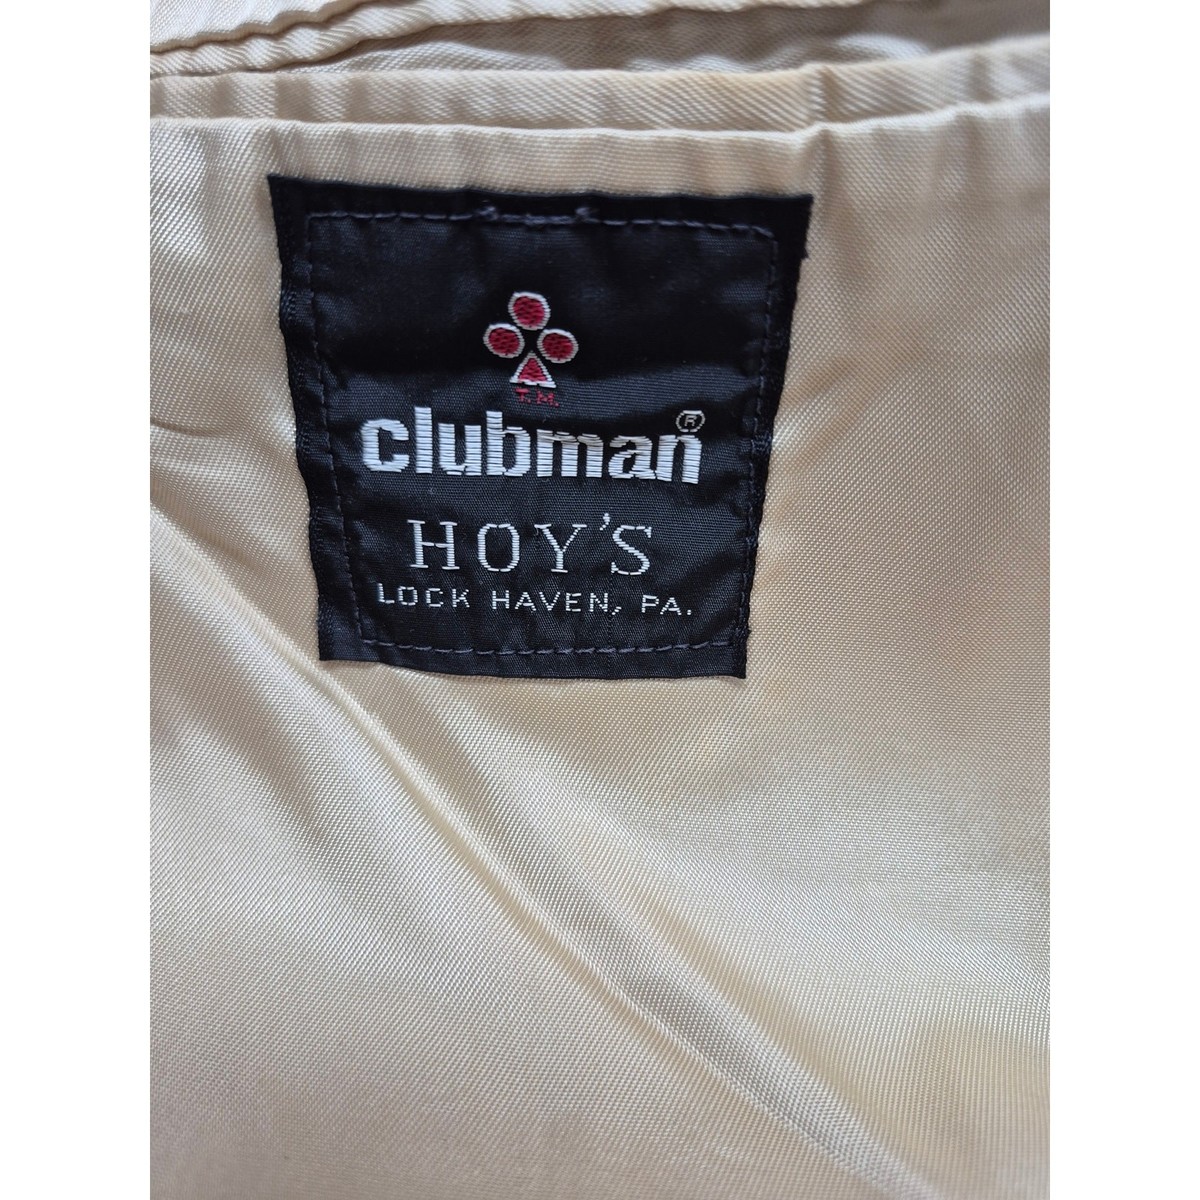 T.M.
clubman®
HOY'S
LOCK HAVEN, PA.